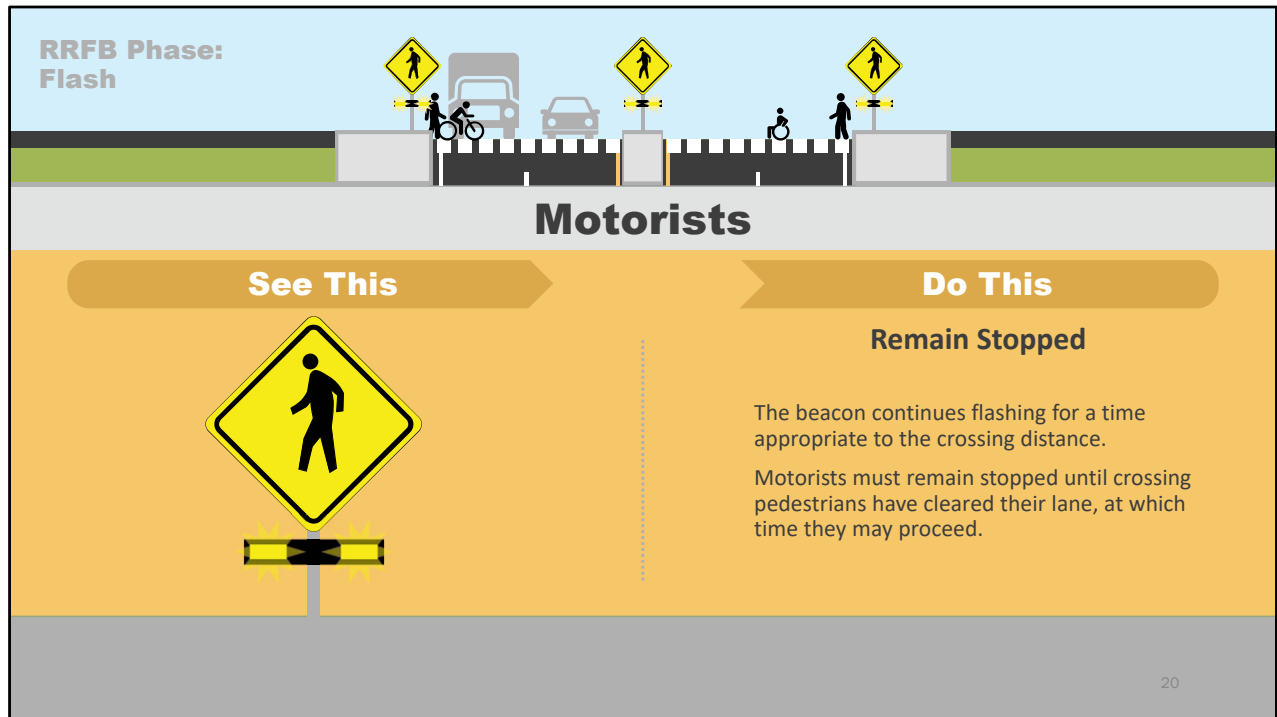 RRFB Phase:
Flash
Motorists
See This
Do This
Remain Stopped
The beacon continues flashing for a time
appropriate to the crossing distance.
Motorists must remain stopped until crossing
pedestrians have cleared their lane, at which
time they may proceed.
20